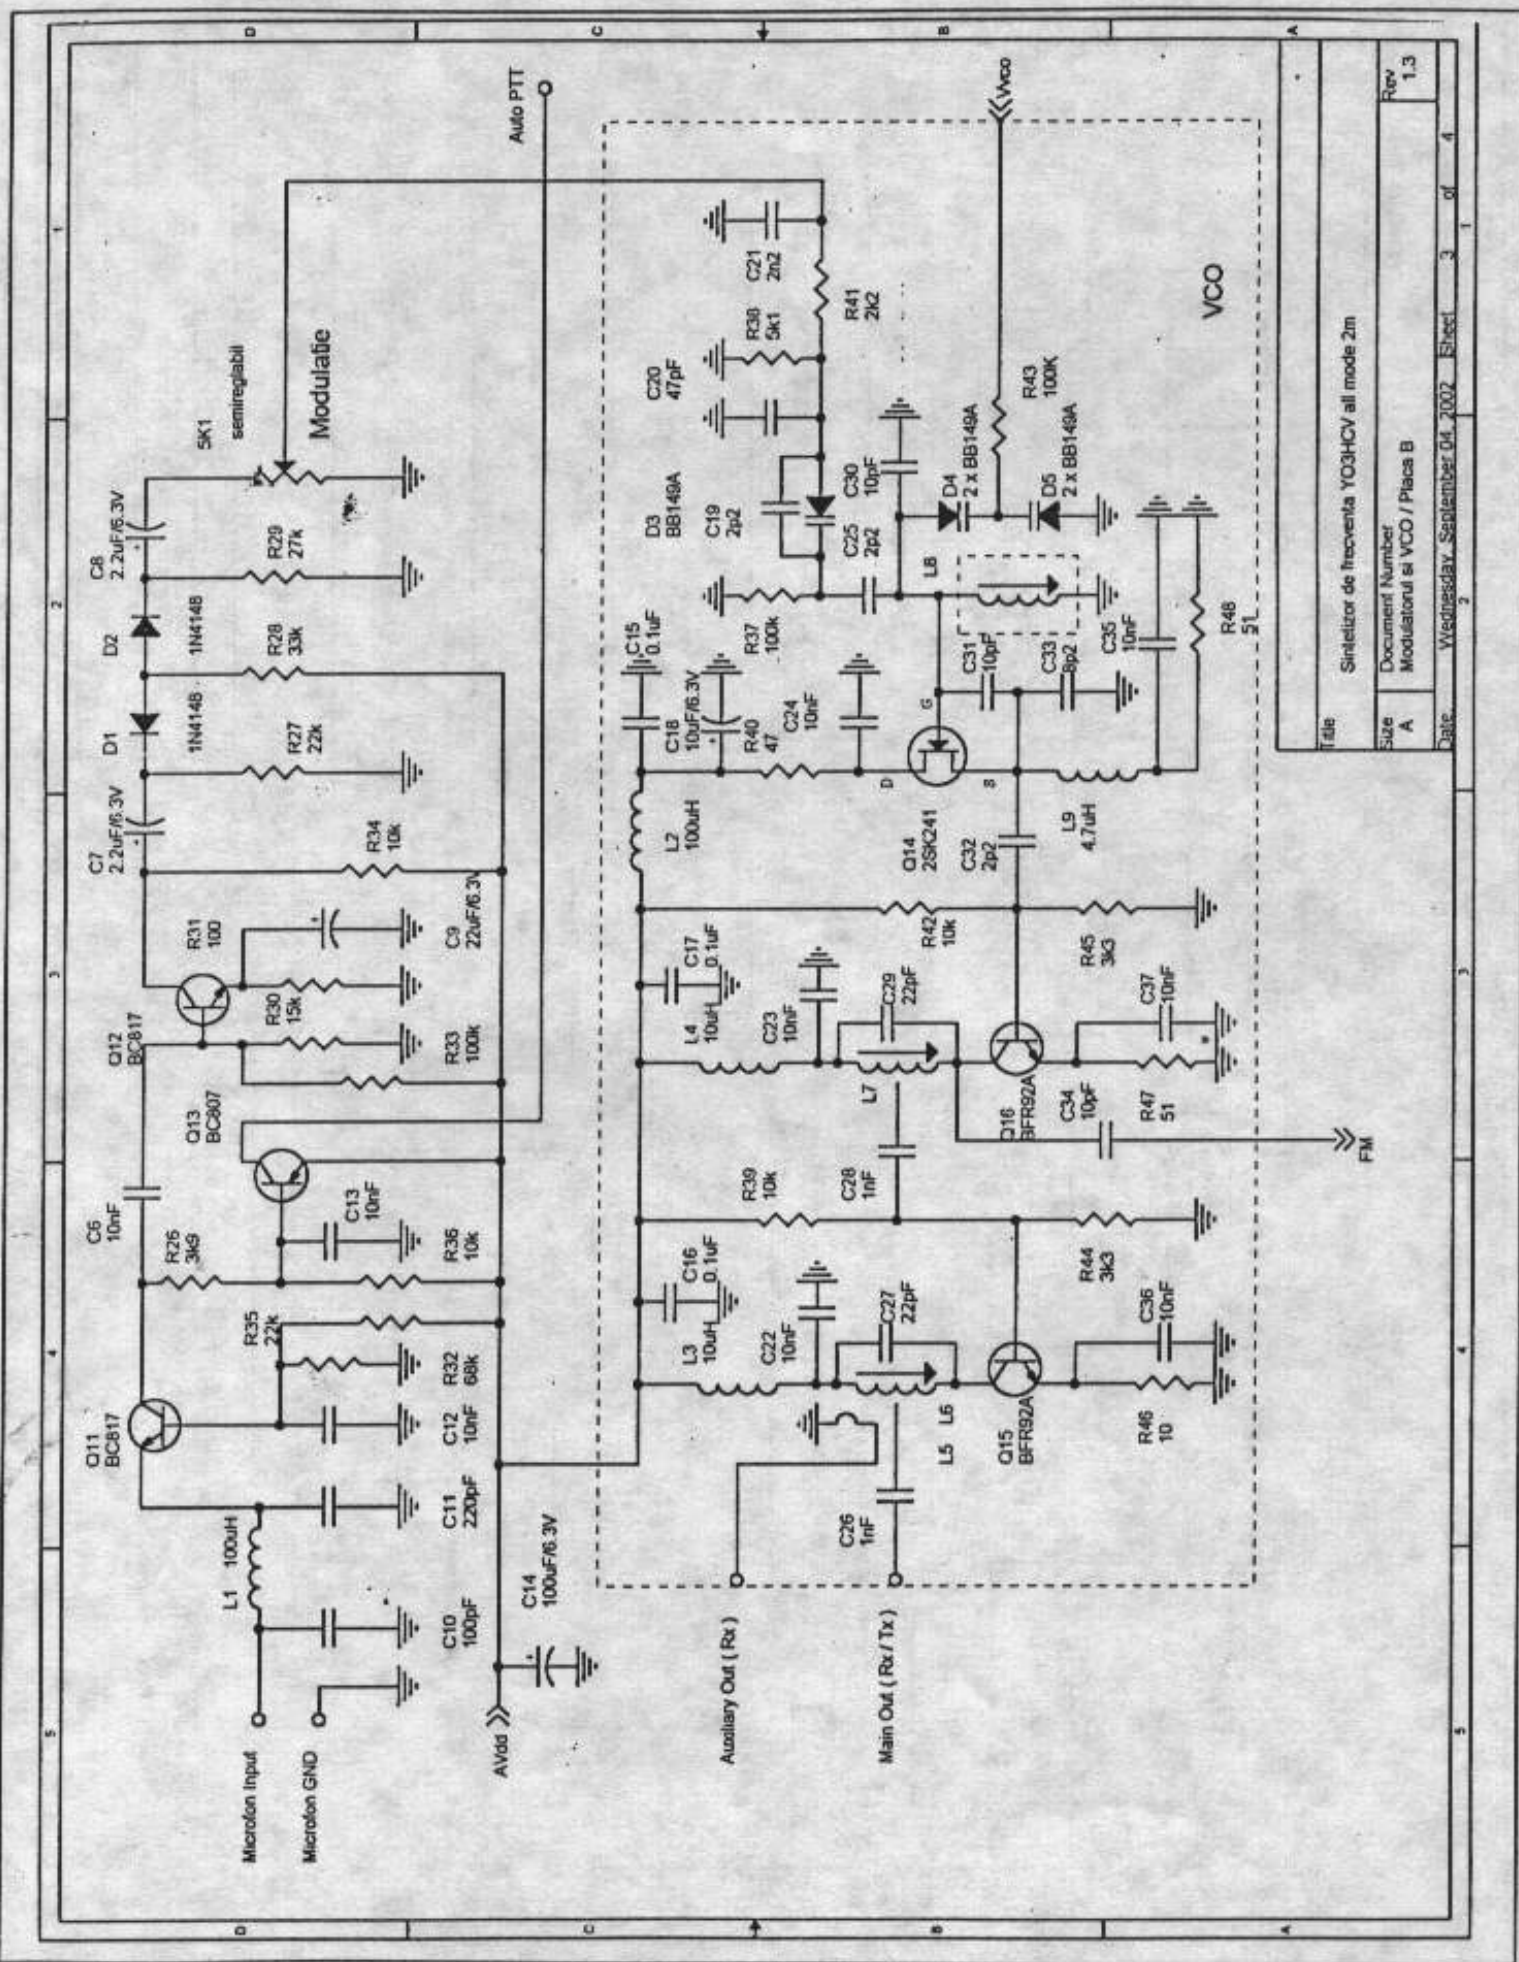 5
4
3
2
1
D
D
Microfon Input
Microfon GND
L1 100uH
C10
100pF
C11
220pF
Q11
BC817
C12
10nF
R32
68k
R35
22k
R26
3k9
R36
10k
C6
10nF
C13
10nF
Q13
BC807
Q12
BC817
R33
100k
R30
15k
R31
100
C9
22uF/6.3V
R34
10k
C7
2.2uF/6.3V
+
R27
22k
D1
1N4148
R28
33k
D2
1N4148
R29
27k
C8
2.2uF/6.3V
+
5K1
semireglabil
Modulatie
AVdd
C14
100uF/6.3V
+
Auto PTT
C
C
Auxiliary Out ( Rx )
Main Out ( Rx / Tx )
C26
1nF
L5
L6
L3
10uH
C16
0.1uF
C22
10nF
C27
22pF
Q15
BFR92A
R46
10
C36
10nF
R39
10k
C28
1nF
R44
3k3
L4
10uH
C17
0.1uF
C23
10nF
L7
C29
22pF
Q16
BFR92A
C34
10pF
R47
51
C37
10nF
FM
R42
10k
R45
3k3
L2
100uH
C15
0.1uF
C18
10uF/6.3V
+
R40
47
C24
10nF
Q14
2SK241
D
G
S
C32
2p2
L9
4.7uH
C31
10pF
C33
8p2
C35
10nF
R48
51
R37
100k
L8
C25
2p2
C30
10pF
D3
BB149A
C19
2p2
C20
47pF
R38
5k1
C21
2n2
R41
2k2
D4
2 x BB149A
D5
2 x BB149A
R43
100K
Vvco
VCO
B
B
A
A
Title
Sintetizor de frecventa YO3HCV all mode 2m
Size
A
Document Number
Modulatorul si VCO / Placa B
Rev
1.3
Date: Wednesday, September 04, 2002 Sheet 3 of 4
5
4
3
2
1